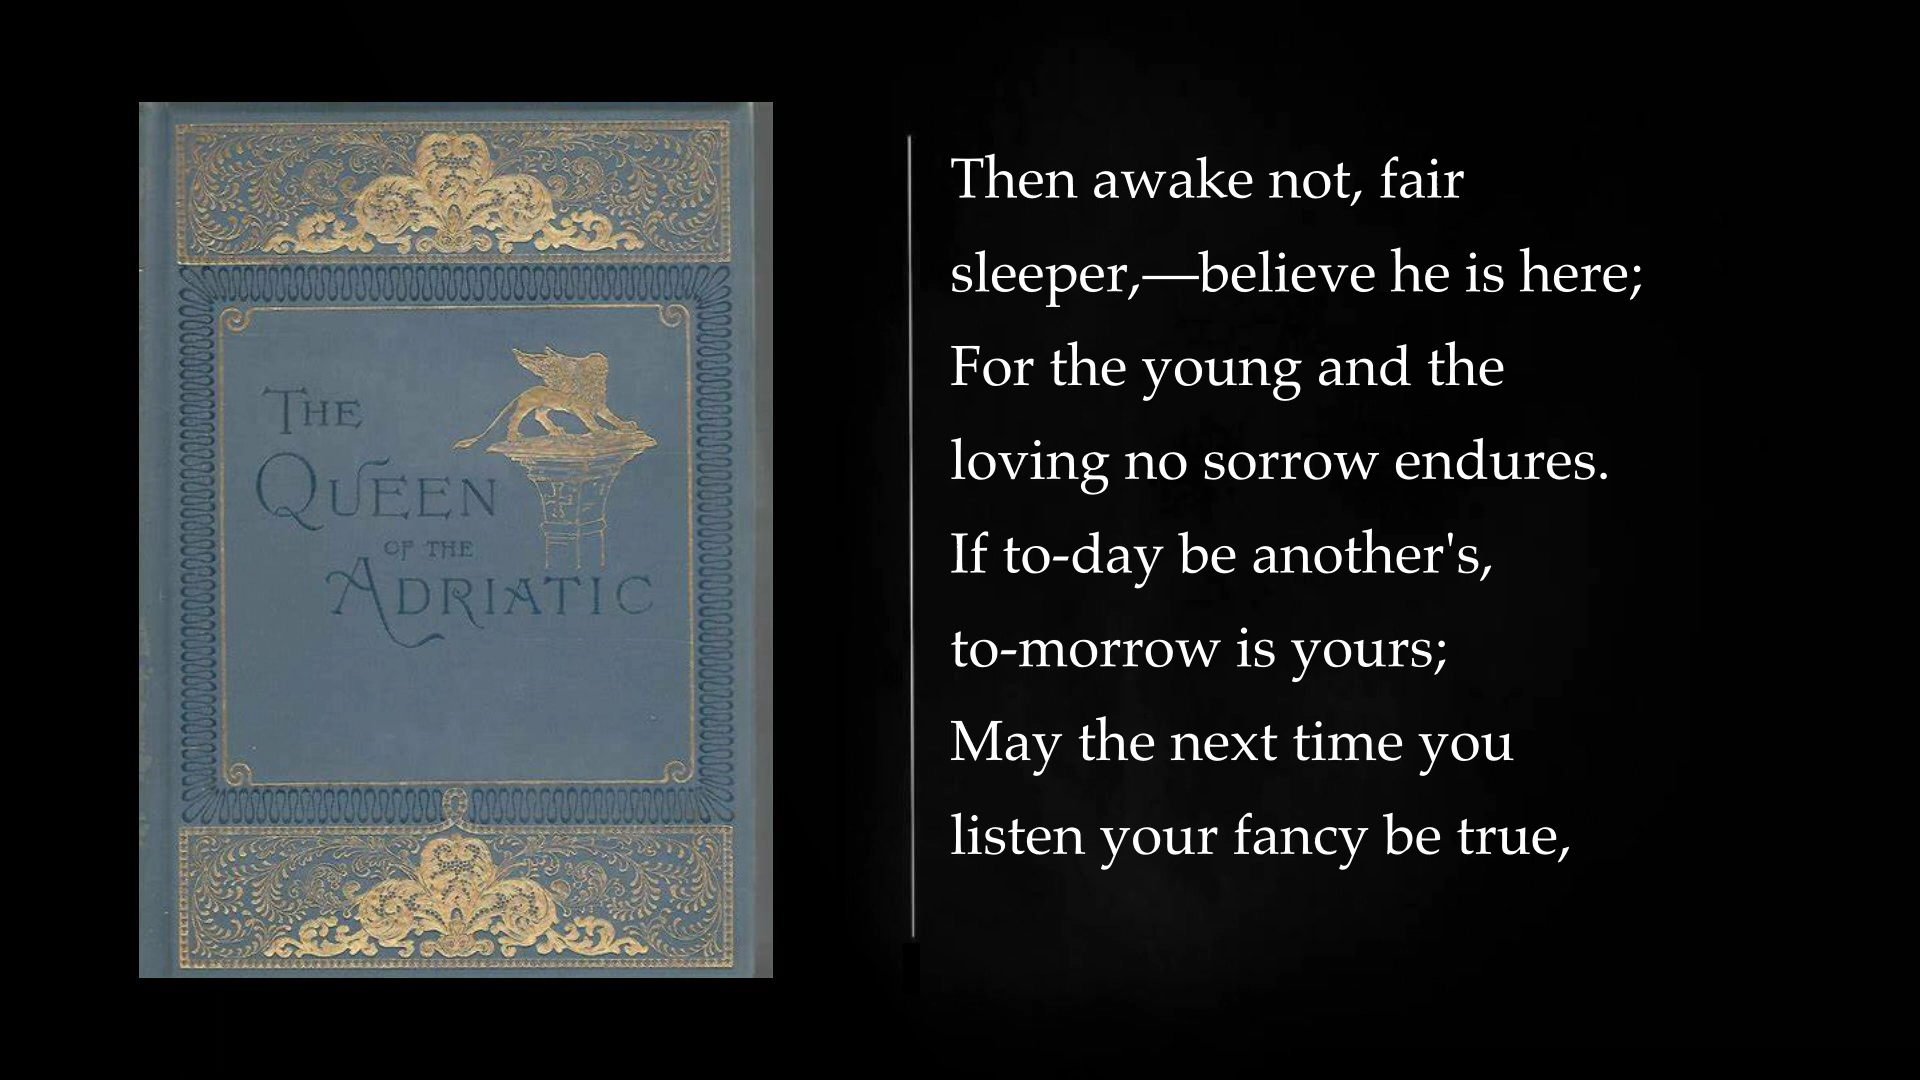 THE
QUEEN
OF THE
ADRIATIC
Then awake not, fair
sleeper,—believe he is here;
For the young and the
loving no sorrow endures.
If to-day be another's,
to-morrow is yours;
May the next time you
listen your fancy be true,